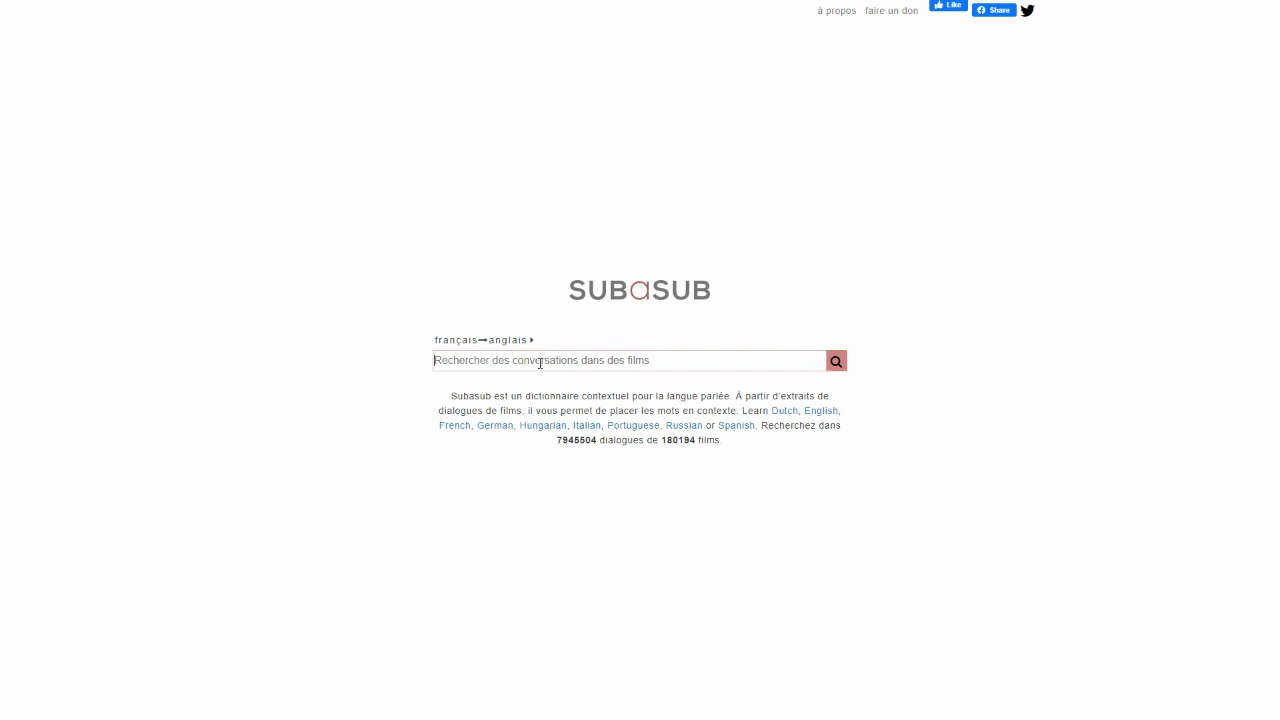 à propos faire un don Like Share
SUBaSUB
français→anglais
Rechercher des conversations dans des films
Subasub est un dictionnaire contextuel pour la langue parlée. À partir d'extraits de
dialogues de films, il vous permet de placer les mots en contexte. Learn Dutch, English,
French, German, Hungarian, Italian, Portuguese, Russian or Spanish. Recherchez dans
7945504 dialogues de 180194 films.